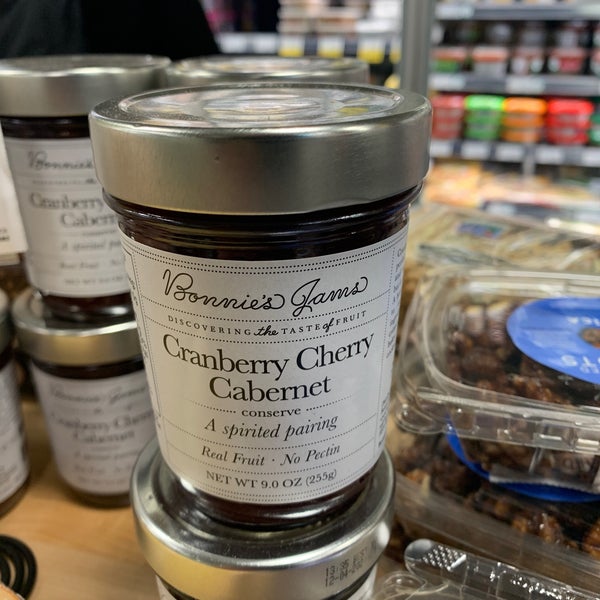 Bonnie's Jams
DISCOVERING the TASTE of FRUIT
Cranberry Cherry
Cabernet
conserve
A spirited pairing
Real Fruit · No Pectin
NET WT 9.0 OZ (255g)